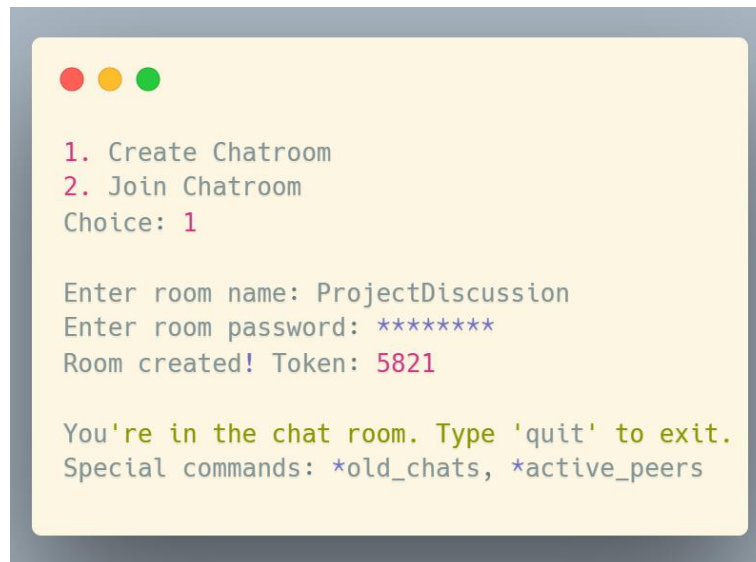 1. Create Chatroom
2. Join Chatroom
Choice: 1
Enter room name: ProjectDiscussion
Enter room password: ********
Room created! Token: 5821
You're in the chat room. Type 'quit' to exit.
Special commands: *old_chats, *active_peers